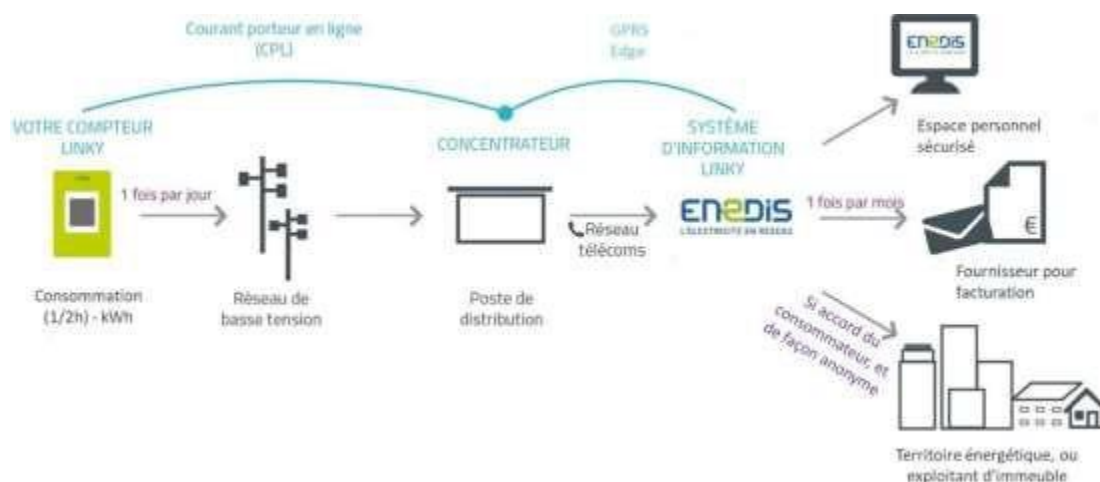 Courant porteur en ligne
(CPL)
GPRS
Edge
VOTRE COMPTEUR
LINKY
CONCENTRATEUR
SYSTÈME
D'INFORMATION
LINKY
ENEDIS
Espace personnel
sécurisé
1 fois par jour
Réseau
télécoms
ENEDIS
L'ELECTRICITE EN RESEAU
1 fois par mois
€
Consommation
(1/2h) - kWh
Réseau de
basse tension
Poste de
distribution
Fournisseur pour
facturation
Si accord du
consommateur, et
de façon anonyme
Territoire énergétique, ou
exploitant d'immeuble